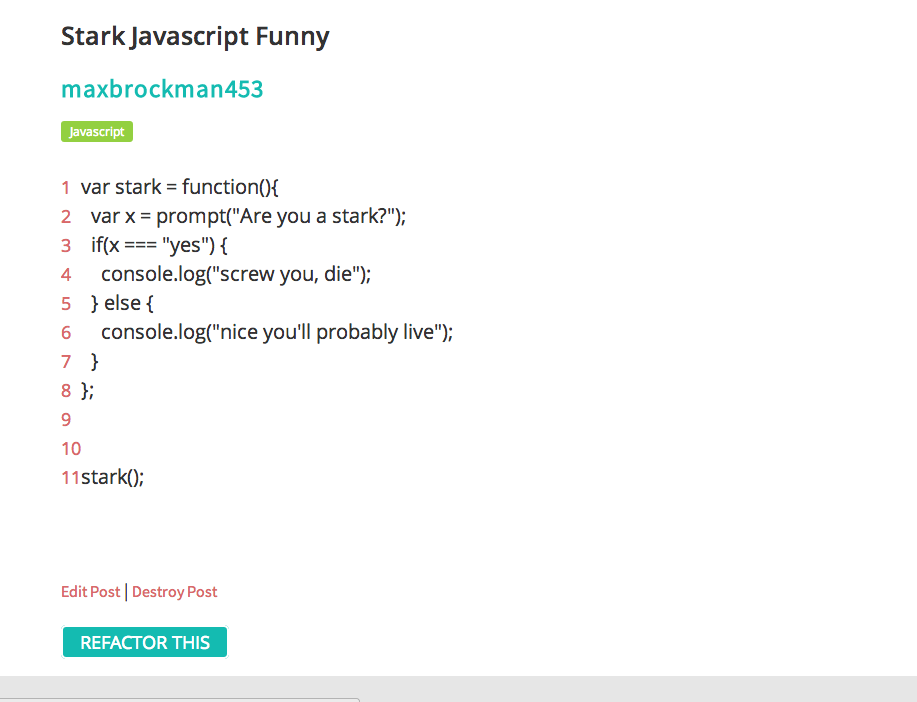 Stark Javascript Funny
maxbrockman453
Javascript
1 var stark = function(){
2 var x = prompt("Are you a stark?");
3 if(x === "yes") {
4 console.log("screw you, die");
5 } else {
6 console.log("nice you'll probably live");
7 }
8 };
9
10
11stark();
Edit Post | Destroy Post
REFACTOR THIS